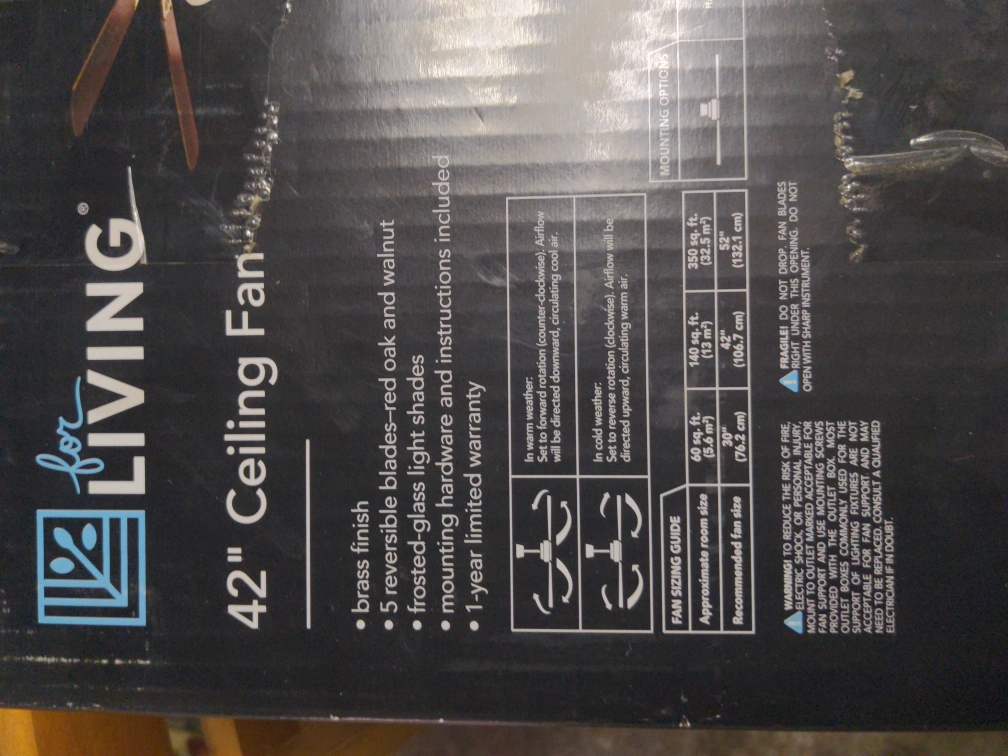 for
LIVING®
42" Ceiling Fan
• brass finish
• 5 reversible blades–red oak and walnut
• frosted-glass light shades
• mounting hardware and instructions included
• 1-year limited warranty
In warm weather:
Set to forward rotation (counter-clockwise). Airflow
will be directed downward, circulating cool air.
In cold weather:
Set to reverse rotation (clockwise). Airflow will be
directed upward, circulating warm air.
FAN SIZING GUIDE
Approximate room size 60 sq. ft. (5.6 m²) 140 sq. ft. (13 m²) 350 sq. ft. (32.5 m²)
Recommended fan size 30" (76.2 cm) 42" (106.7 cm) 52" (132.1 cm)
MOUNTING OPTIONS
WARNING! TO REDUCE THE RISK OF FIRE,
ELECTRIC SHOCK, OR PERSONAL INJURY,
MOUNT TO OUTLET MARKED ACCEPTABLE FOR
FAN SUPPORT AND USE MOUNTING SCREWS
PROVIDED WITH THE OUTLET BOX. MOST
OUTLET BOXES COMMONLY USED FOR THE
SUPPORT OF LIGHTING FIXTURES ARE NOT
ACCEPTABLE FOR FAN SUPPORT AND MAY
NEED TO BE REPLACED. CONSULT A QUALIFIED
ELECTRICIAN IF IN DOUBT.
FRAGILE! DO NOT DROP. FAN BLADES
RIGHT UNDER THIS OPENING. DO NOT
OPEN WITH SHARP INSTRUMENT.